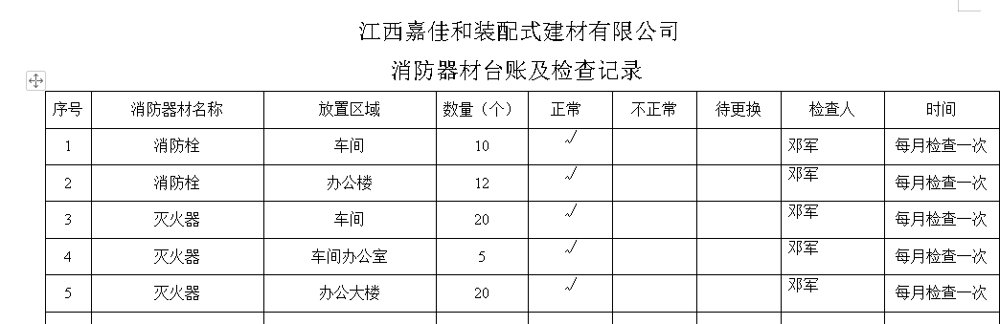 江西嘉佳和装配式建材有限公司
消防器材台账及检查记录
序号 消防器材名称 放置区域 数量（个） 正常 不正常 待更换 检查人 时间
1 消防栓 车间 10 √ 邓军 每月检查一次
2 消防栓 办公楼 12 √ 邓军 每月检查一次
3 灭火器 车间 20 √ 邓军 每月检查一次
4 灭火器 车间办公室 5 √ 邓军 每月检查一次
5 灭火器 办公大楼 20 √ 邓军 每月检查一次